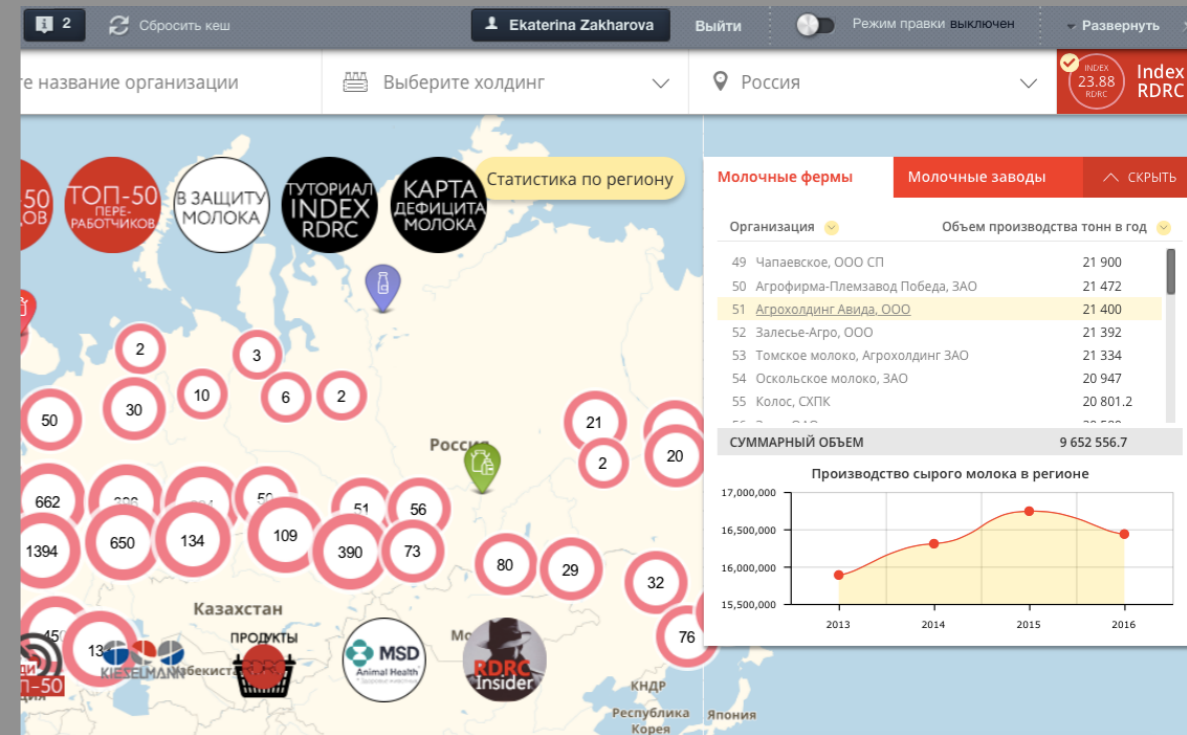 2 Сбросить кеш Ekaterina Zakharova Выйти Режим правки выключен Развернуть
название организации Выберите холдинг Россия INDEX 23.88 RDRC Index RDRC
ТОП-50 ПЕРЕ-РАБОТЧИКОВ
В ЗАЩИТУ МОЛОКА
ТУТОРИАЛ INDEX RDRC
КАРТА ДЕФИЦИТА МОЛОКА
Статистика по региону
Молочные фермы Молочные заводы СКРЫТЬ
Организация Объем производства тонн в год
49 Чапаевское, ООО СП 21 900
50 Агрофирма-Племзавод Победа, ЗАО 21 472
51 Агрохолдинг Авида, ООО 21 400
52 Залесье-Агро, ООО 21 392
53 Томское молоко, Агрохолдинг ЗАО 21 334
54 Оскольское молоко, ЗАО 20 947
55 Колос, СХПК 20 801.2
СУММАРНЫЙ ОБЪЕМ 9 652 556.7
Производство сырого молока в регионе
17,000,000
16,500,000
16,000,000
15,500,000
2013 2014 2015 2016
2 3
50 30 10 6 2
21 2 20
Россия
662 51 56
1394 650 134 109 390 73 80 29 32
76
Казахстан
KIESELMANN
ПРОДУКТЫ
MSD
Animal Health
RDRC
Insider
КНДР
Республика
Корея
Япония